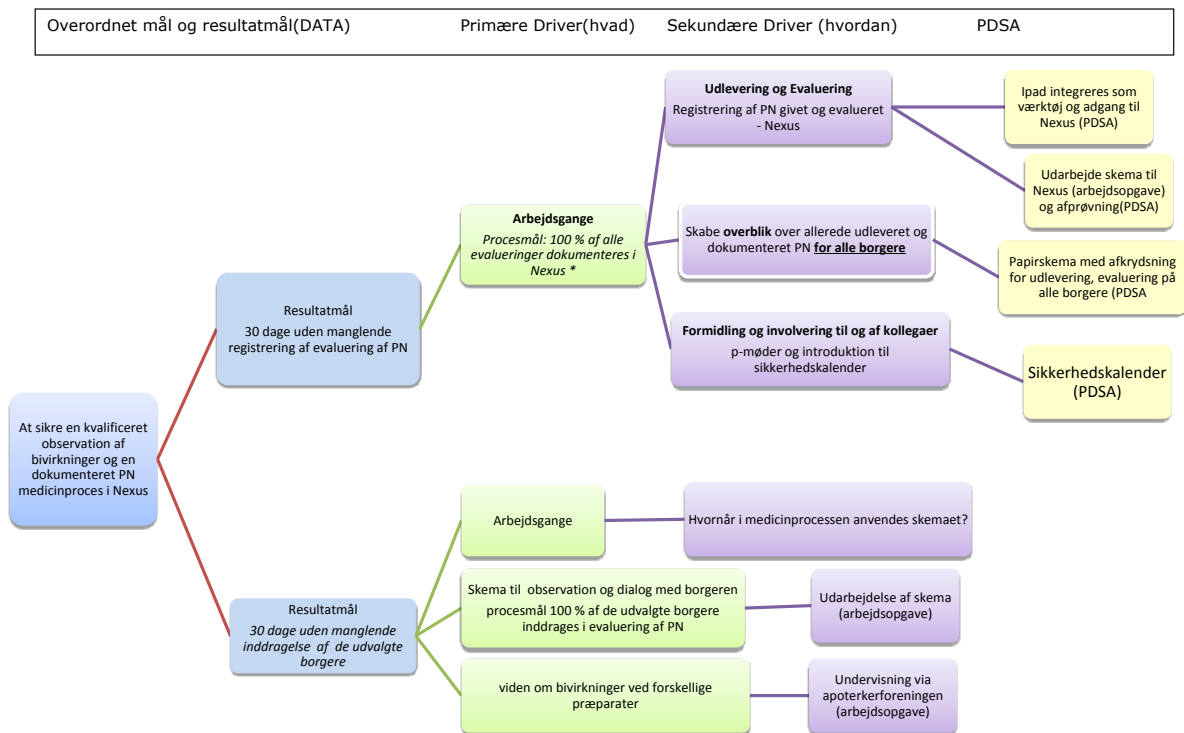 Overordnet mål og resultatmål(DATA) Primære Driver(hvad) Sekundære Driver (hvordan) PDSA
At sikre en kvalificeret
observation af
bivirkninger og en
dokumenteret PN
medicinproces i Nexus
Resultatmål
30 dage uden manglende
registrering af evaluering af PN
Arbejdsgange
Procesmål: 100 % af alle
evalueringer dokumenteres i
Nexus *
Udlevering og Evaluering
Registrering af PN givet og evalueret
- Nexus
Ipad integreres som
værktøj og adgang til
Nexus (PDSA)
Udarbejde skema til
Nexus (arbejdsopgave)
og afprøvning(PDSA)
Skabe overblik over allerede udleveret og
dokumenteret PN for alle borgere
Papirskema med afkrydsning
for udlevering, evaluering på
alle borgere (PDSA
Formidling og involvering til og af kollegaer
p-møder og introduktion til
sikkerhedskalender
Sikkerhedskalender
(PDSA)
Resultatmål
30 dage uden manglende
inddragelse af de udvalgte
borgere
Arbejdsgange
Hvornår i medicinprocessen anvendes skemaet?
Skema til observation og dialog med borgeren
procesmål 100 % af de udvalgte borgere
inddrages i evaluering af PN
Udarbejdelse af skema
(arbejdsopgave)
viden om bivirkninger ved forskellige
præparater
Undervisning via
apoterkerforeningen
(arbejdsopgave)